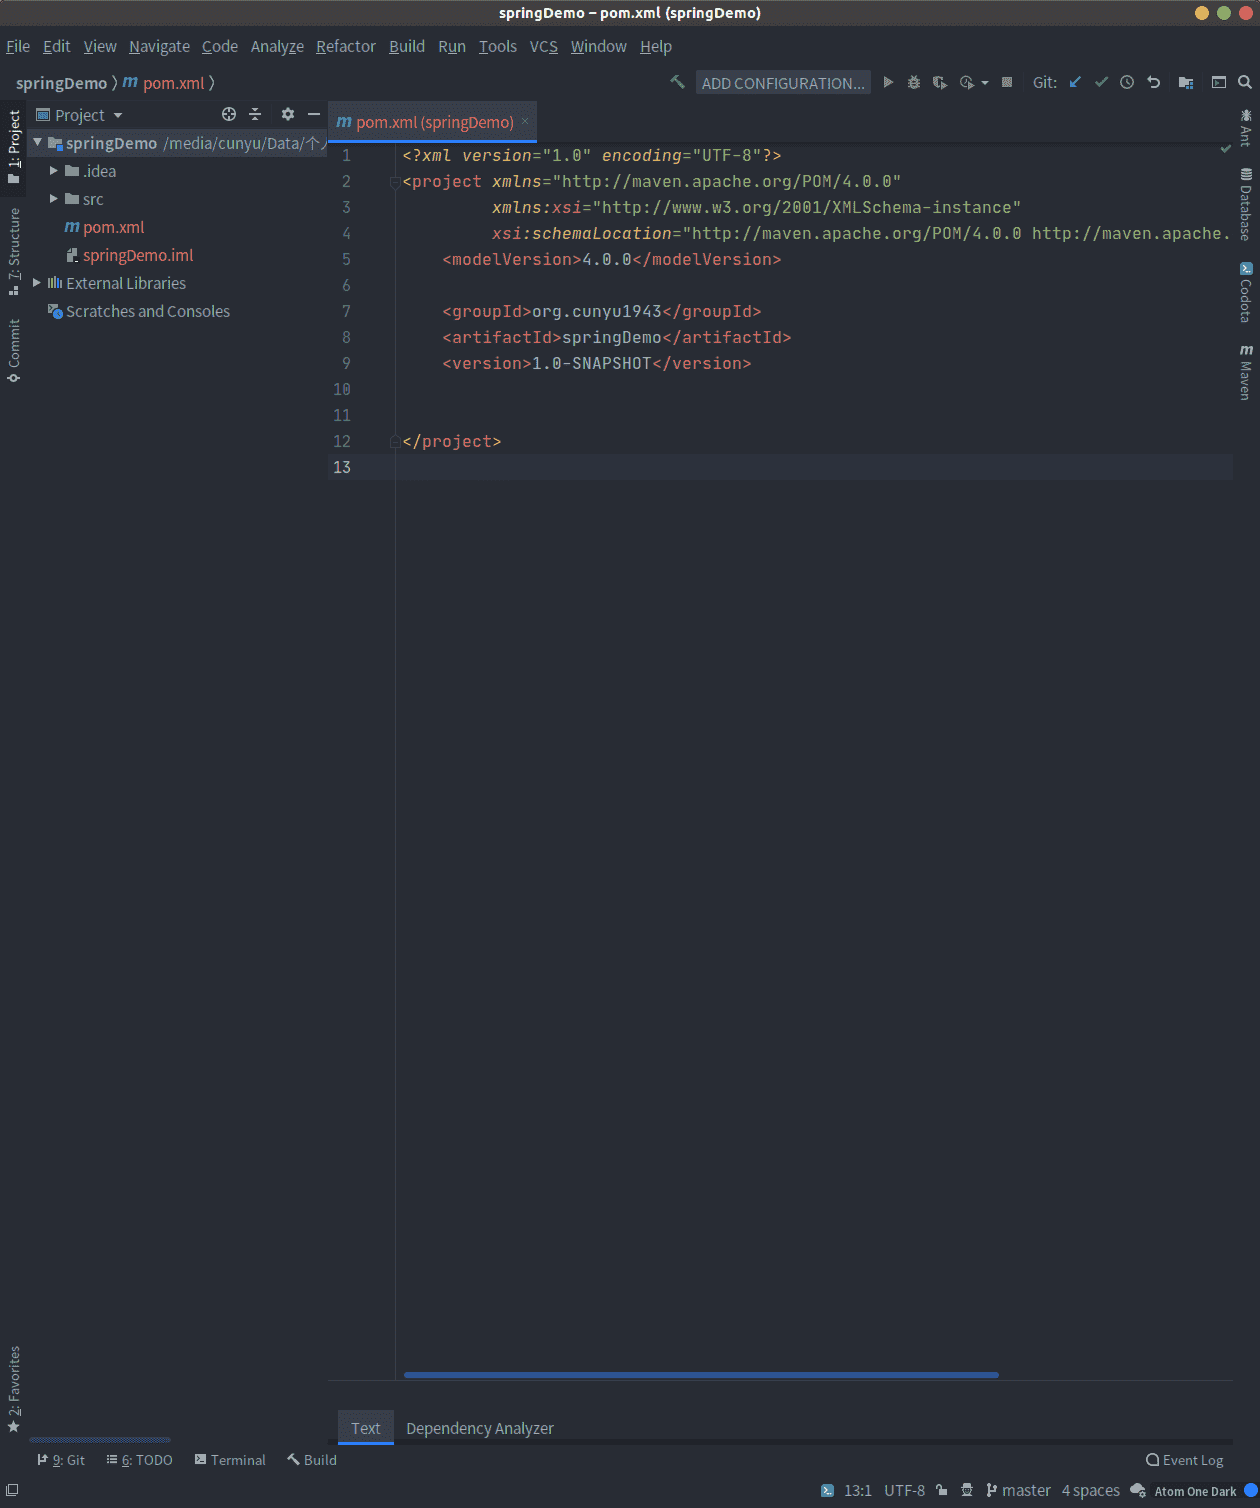 springDemo – pom.xml (springDemo)
File Edit View Navigate Code Analyze Refactor Build Run Tools VCS Window Help
springDemo 〉 m pom.xml 〉 ADD CONFIGURATION... Git:
1: Project
7: Structure
Commit
2: Favorites
Project
springDemo /media/cunyu/Data/个
.idea
src
m pom.xml
springDemo.iml
External Libraries
Scratches and Consoles
m pom.xml (springDemo) ×
1 <?xml version="1.0" encoding="UTF-8"?>
2 <project xmlns="http://maven.apache.org/POM/4.0.0"
3 xmlns:xsi="http://www.w3.org/2001/XMLSchema-instance"
4 xsi:schemaLocation="http://maven.apache.org/POM/4.0.0 http://maven.apache.
5 <modelVersion>4.0.0</modelVersion>
6
7 <groupId>org.cunyu1943</groupId>
8 <artifactId>springDemo</artifactId>
9 <version>1.0-SNAPSHOT</version>
10
11
12 </project>
13
Ant
Database
Codota
m Maven
Text Dependency Analyzer
9: Git 6: TODO Terminal Build Event Log
13:1 UTF-8 master 4 spaces Atom One Dark